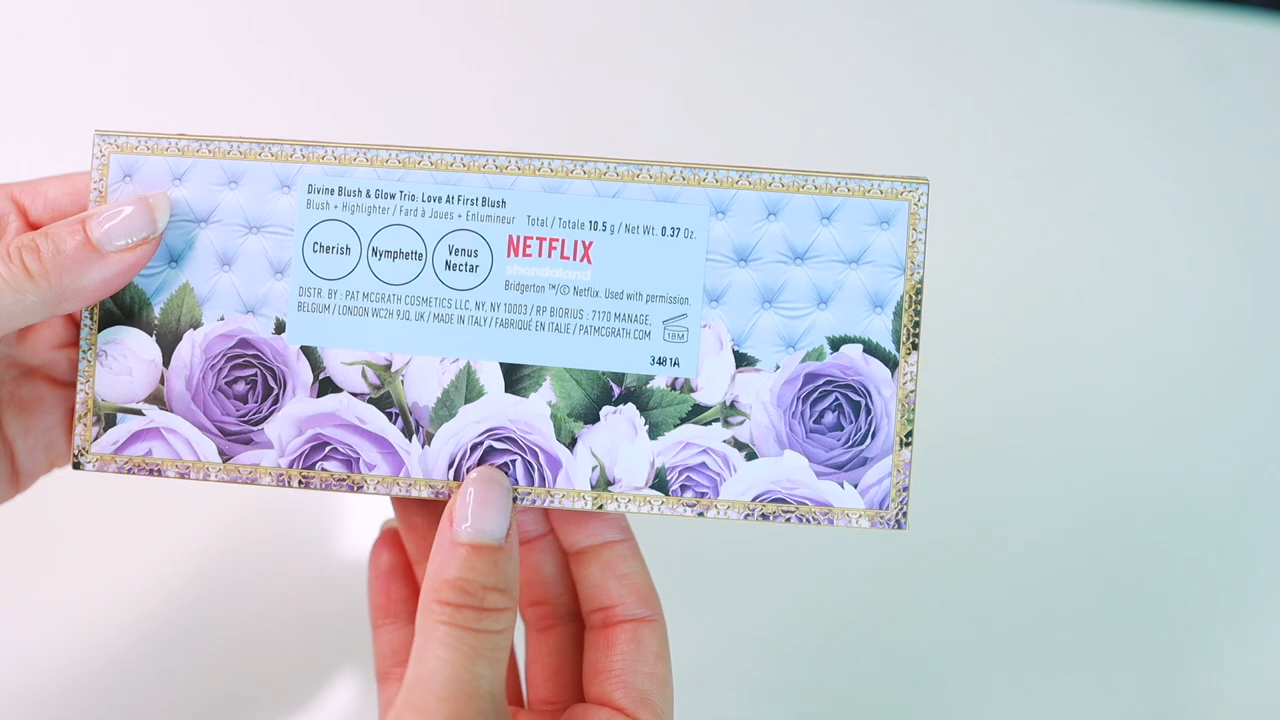 Divine Blush & Glow Trio: Love At First Blush
Blush + Highlighter / Fard à Joues + Enlumineur Total / Totale 10.5 g / Net Wt. 0.37 Oz.
Cherish
Nymphette
Venus
Nectar
NETFLIX
shondaland
Bridgerton ™/© Netflix. Used with permission.
DISTR. BY : PAT MCGRATH COSMETICS LLC, NY, NY 10003 / RP BIORIUS : 7170 MANAGE,
BELGIUM / LONDON WC2H 9JQ, UK / MADE IN ITALY / FABRIQUÉ EN ITALIE / PATMCGRATH.COM
18M
3481A